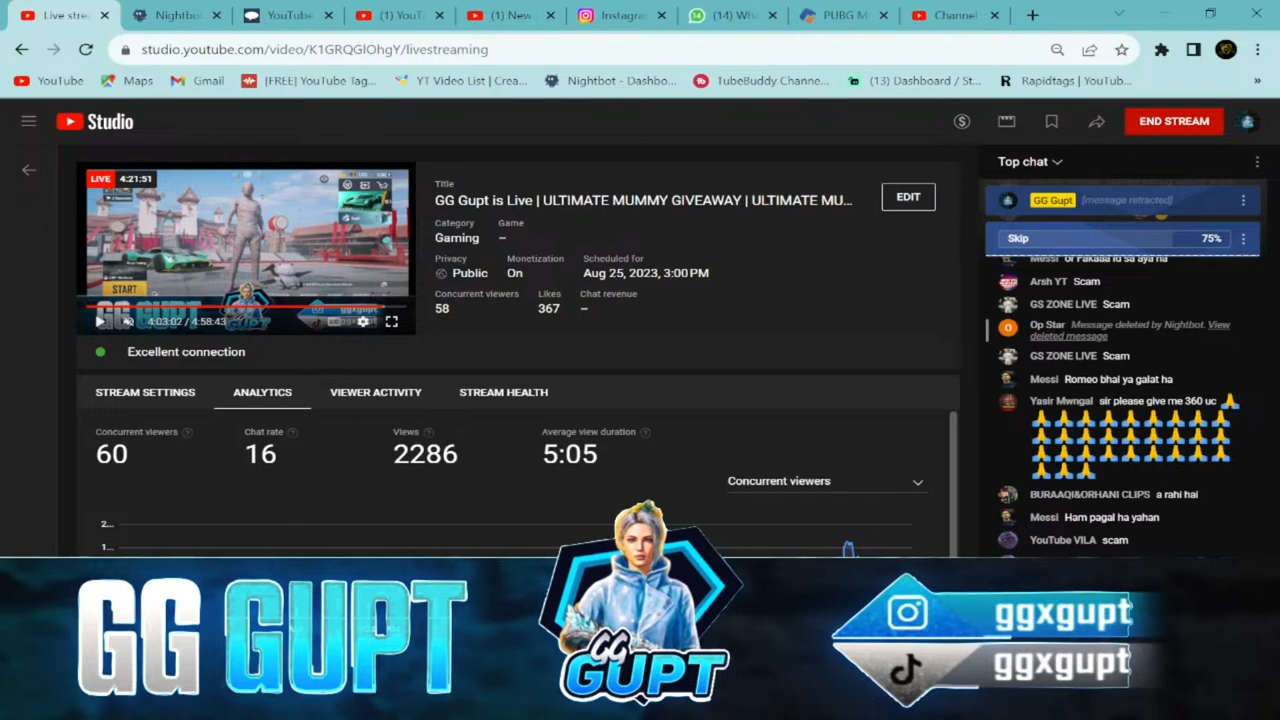 Live stre
Nightbo
YouTube
(1) YouT
(1) New
Instagra
(14) Wha
PUBG M
Channel
studio.youtube.com/video/K1GRQGlOhgY/livestreaming
YouTube
Maps
Gmail
[FREE] YouTube Tag...
YT Video List | Crea...
Nightbot - Dashbo...
TubeBuddy Channe...
(13) Dashboard / St...
Rapidtags | YouTub...
Studio
END STREAM
LIVE 4:21:51
START
4:03:02 / 4:58:43
Title
GG Gupt is Live | ULTIMATE MUMMY GIVEAWAY | ULTIMATE MU...
EDIT
Category
Game
Gaming
–
Privacy
Monetization
Scheduled for
Public
On
Aug 25, 2023, 3:00 PM
Concurrent viewers
Likes
Chat revenue
58
367
–
Excellent connection
STREAM SETTINGS
ANALYTICS
VIEWER ACTIVITY
STREAM HEALTH
Concurrent viewers
Chat rate
Views
Average view duration
60
16
2286
5:05
Concurrent viewers
2...
1...
Top chat
GG Gupt [message retracted]
Skip 75%
Arsh YT Scam
GS ZONE LIVE Scam
Op Star Message deleted by Nightbot. View
deleted message
GS ZONE LIVE Scam
Messi Romeo bhai ya galat ha
Yasir Mwngal sir please give me 360 uc
BURAAQI&ORHANI CLIPS a rahi hai
Messi Ham pagal ha yahan
YouTube VILA scam
GG GUPT
GG
GUPT
ggxgupt
ggxgupt